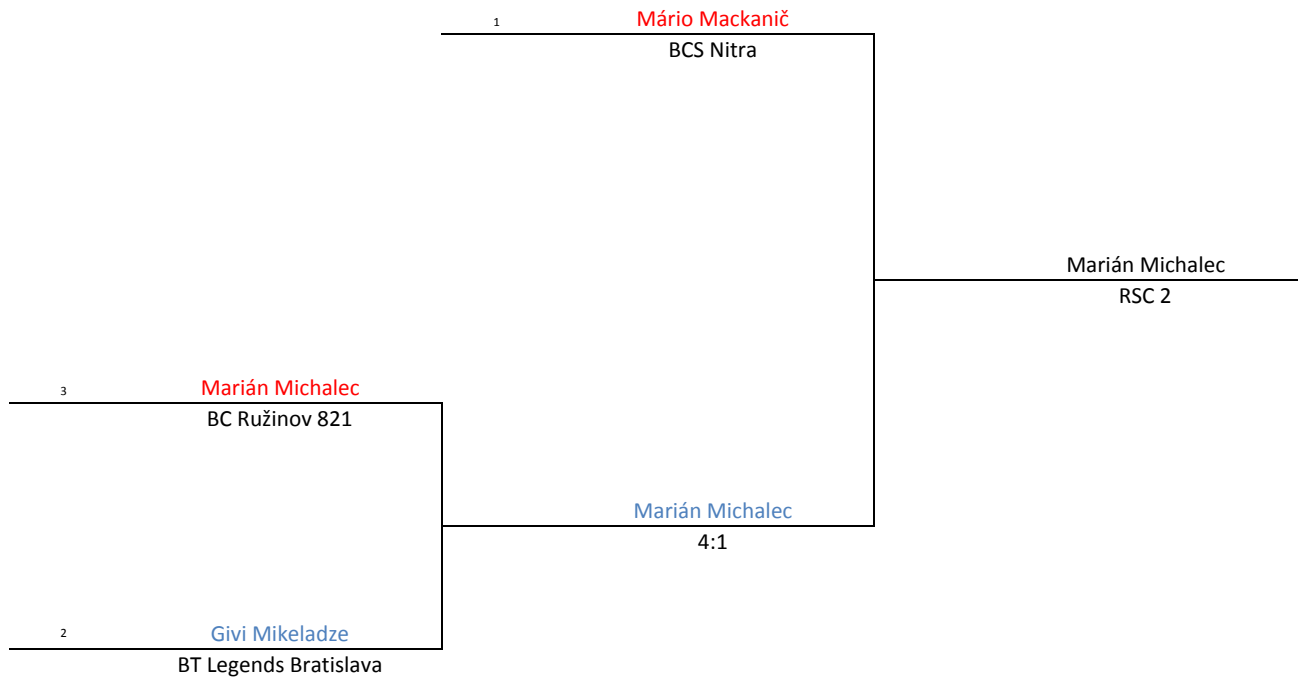 1
Mário Mackanič
BCS Nitra
Marián Michalec
RSC 2
3
Marián Michalec
BC Ružinov 821
Marián Michalec
4:1
2
Givi Mikeladze
BT Legends Bratislava